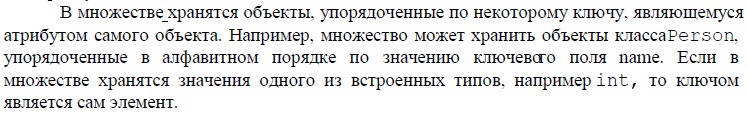 В множестве хранятся объекты, упорядоченные по некоторому ключу, являющемуся
атрибутом самого объекта. Например, множество может хранить объекты класса Person,
упорядоченные в алфавитном порядке по значению ключевого поля name. Если в
множестве хранятся значения одного из встроенных типов, например int, то ключом
является сам элемент.